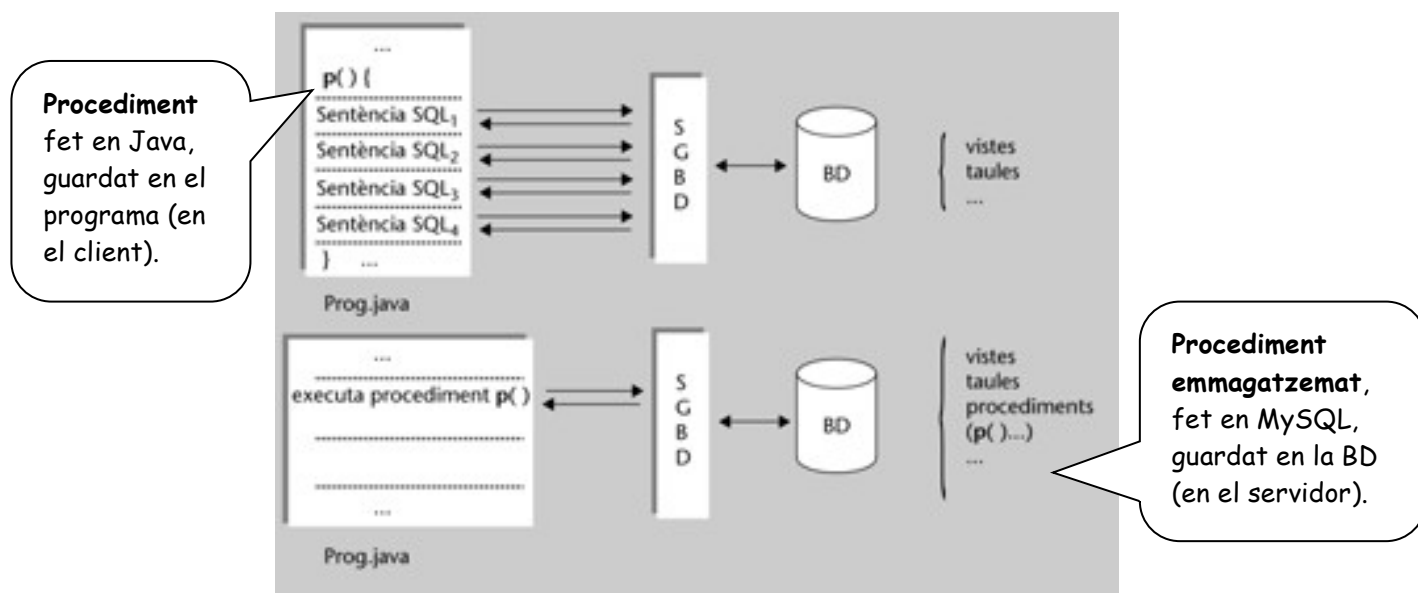 Procediment
fet en Java,
guardat en el
programa (en
el client).
...
p( ) {
Sentència SQL1
Sentència SQL2
Sentència SQL3
Sentència SQL4
} ...
Prog.java
S
G
B
D
BD
vistes
taules
...
...
executa procediment p( )
...
Prog.java
S
G
B
D
BD
vistes
taules
procediments
(p( )...)
...
Procediment
emmagatzemat,
fet en MySQL,
guardat en la BD
(en el servidor).